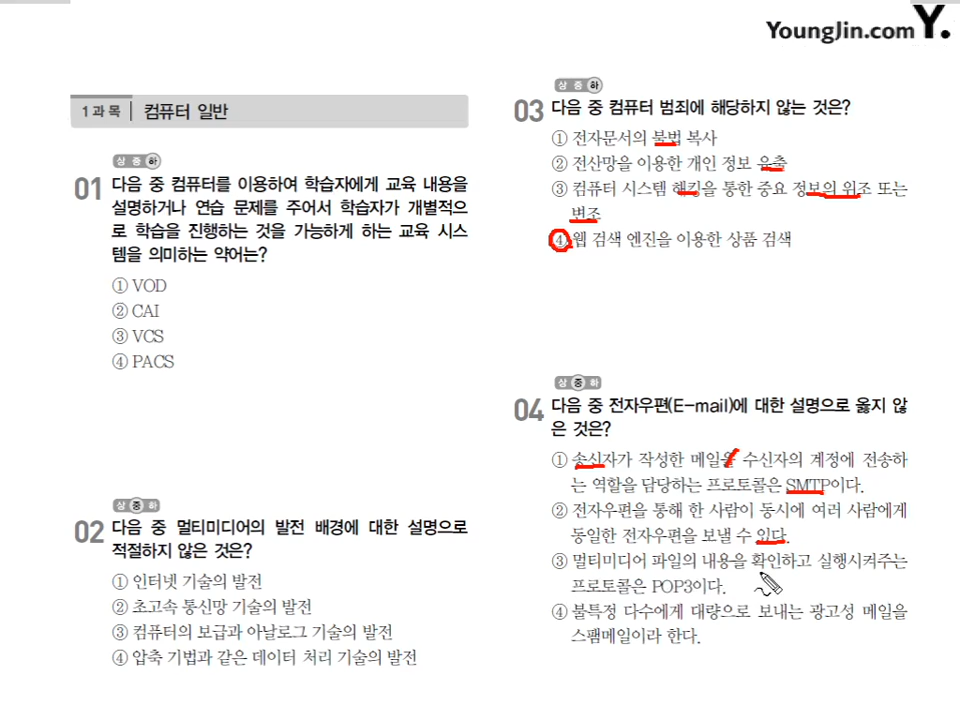 YoungJin.com Y.
1과목 컴퓨터 일반
상 중 하
01 다음 중 컴퓨터를 이용하여 학습자에게 교육 내용을
설명하거나 연습 문제를 주어서 학습자가 개별적으
로 학습을 진행하는 것을 가능하게 하는 교육 시스
템을 의미하는 약어는?
① VOD
② CAI
③ VCS
④ PACS
상 중 하
02 다음 중 멀티미디어의 발전 배경에 대한 설명으로
적절하지 않은 것은?
① 인터넷 기술의 발전
② 초고속 통신망 기술의 발전
③ 컴퓨터의 보급과 아날로그 기술의 발전
④ 압축 기법과 같은 데이터 처리 기술의 발전
상 중 하
03 다음 중 컴퓨터 범죄에 해당하지 않는 것은?
① 전자문서의 불법 복사
② 전산망을 이용한 개인 정보 유출
③ 컴퓨터 시스템 해킹을 통한 중요 정보의 위조 또는
변조
④ 웹 검색 엔진을 이용한 상품 검색
상 중 하
04 다음 중 전자우편(E-mail)에 대한 설명으로 옳지 않
은 것은?
① 송신자가 작성한 메일을 수신자의 계정에 전송하
는 역할을 담당하는 프로토콜은 SMTP이다.
② 전자우편을 통해 한 사람이 동시에 여러 사람에게
동일한 전자우편을 보낼 수 있다.
③ 멀티미디어 파일의 내용을 확인하고 실행시켜주는
프로토콜은 POP3이다.
④ 불특정 다수에게 대량으로 보내는 광고성 메일을
스팸메일이라 한다.